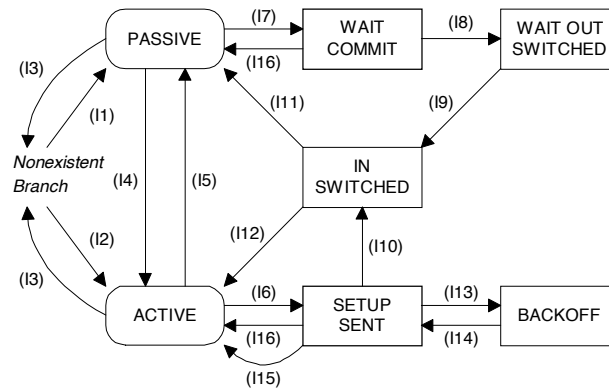 (I7)
PASSIVE
WAIT
COMMIT
(I8)
WAIT OUT
SWITCHED
(I3)
(I16)
(I1)
(I11)
(I9)
Nonexistent
Branch
(I4)
(I5)
IN
SWITCHED
(I2)
(I12)
(I10)
(I3)
(I6)
(I13)
ACTIVE
SETUP
SENT
BACKOFF
(I16)
(I14)
(I15)